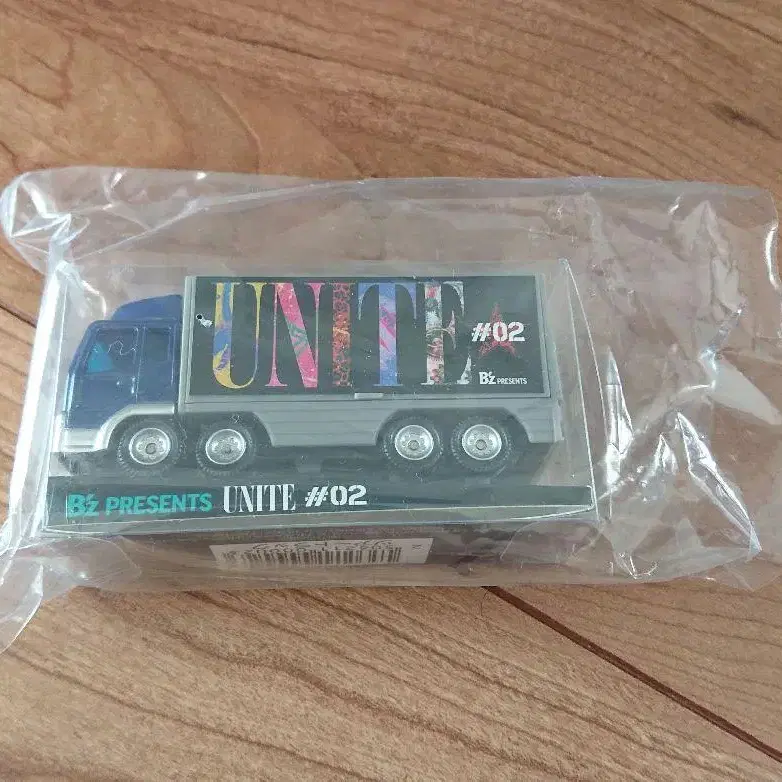 UNITE
#02
B'z PRESENTS
B'z PRESENTS UNITE #02